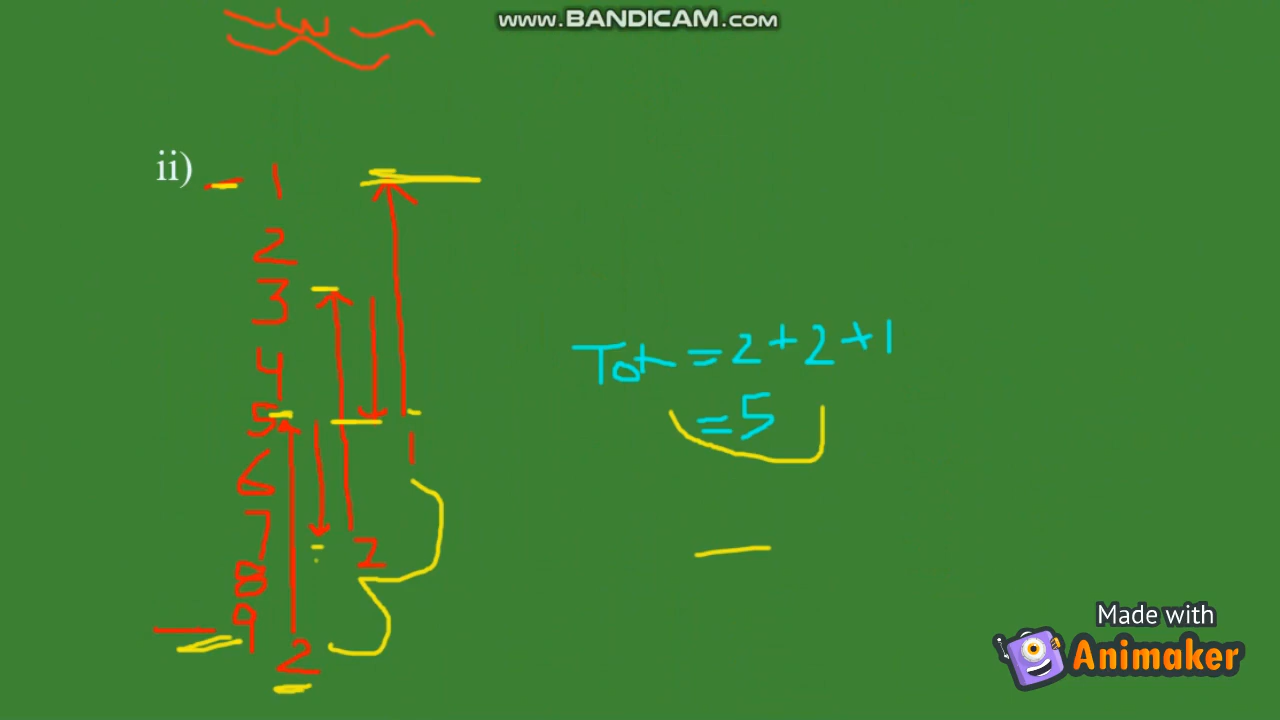 www.BANDICAM.com
ii) 1
2
3
4
5
6
7
8
9
1
2
2
Tot = 2+2+1
= 5
Made with
Animaker